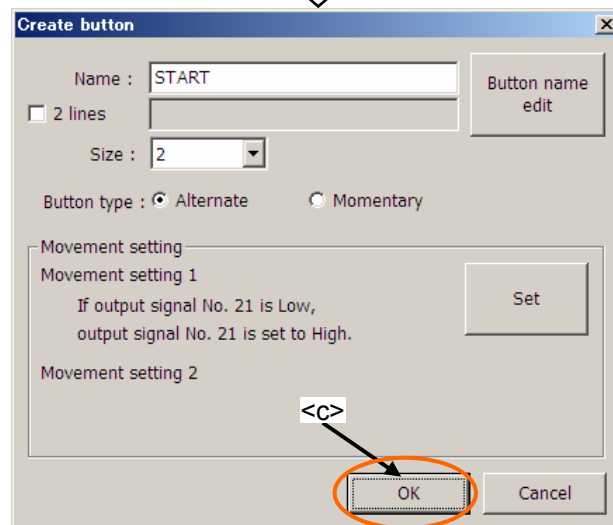 Create button
Name : START
Button name
edit
2 lines
Size : 2
Button type : Alternate Momentary
Movement setting
Movement setting 1
If output signal No. 21 is Low,
output signal No. 21 is set to High.
Set
Movement setting 2
<c>
OK Cancel